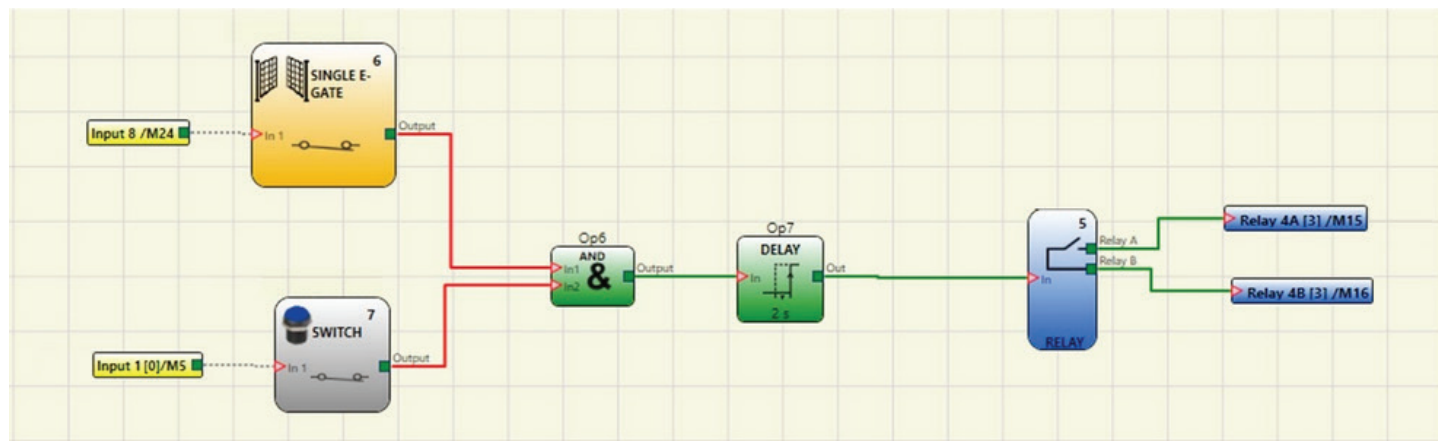 6
SINGLE E-
GATE
Input 8 /M24
In 1
Output
7
SWITCH
Input 1 [0]/M5
In 1
Output
Op6
AND
&
In1
In2
Output
Op7
DELAY
In
Out
2 s
5
Relay A
Relay B
In
RELAY
Relay 4A [3] /M15
Relay 4B [3] /M16